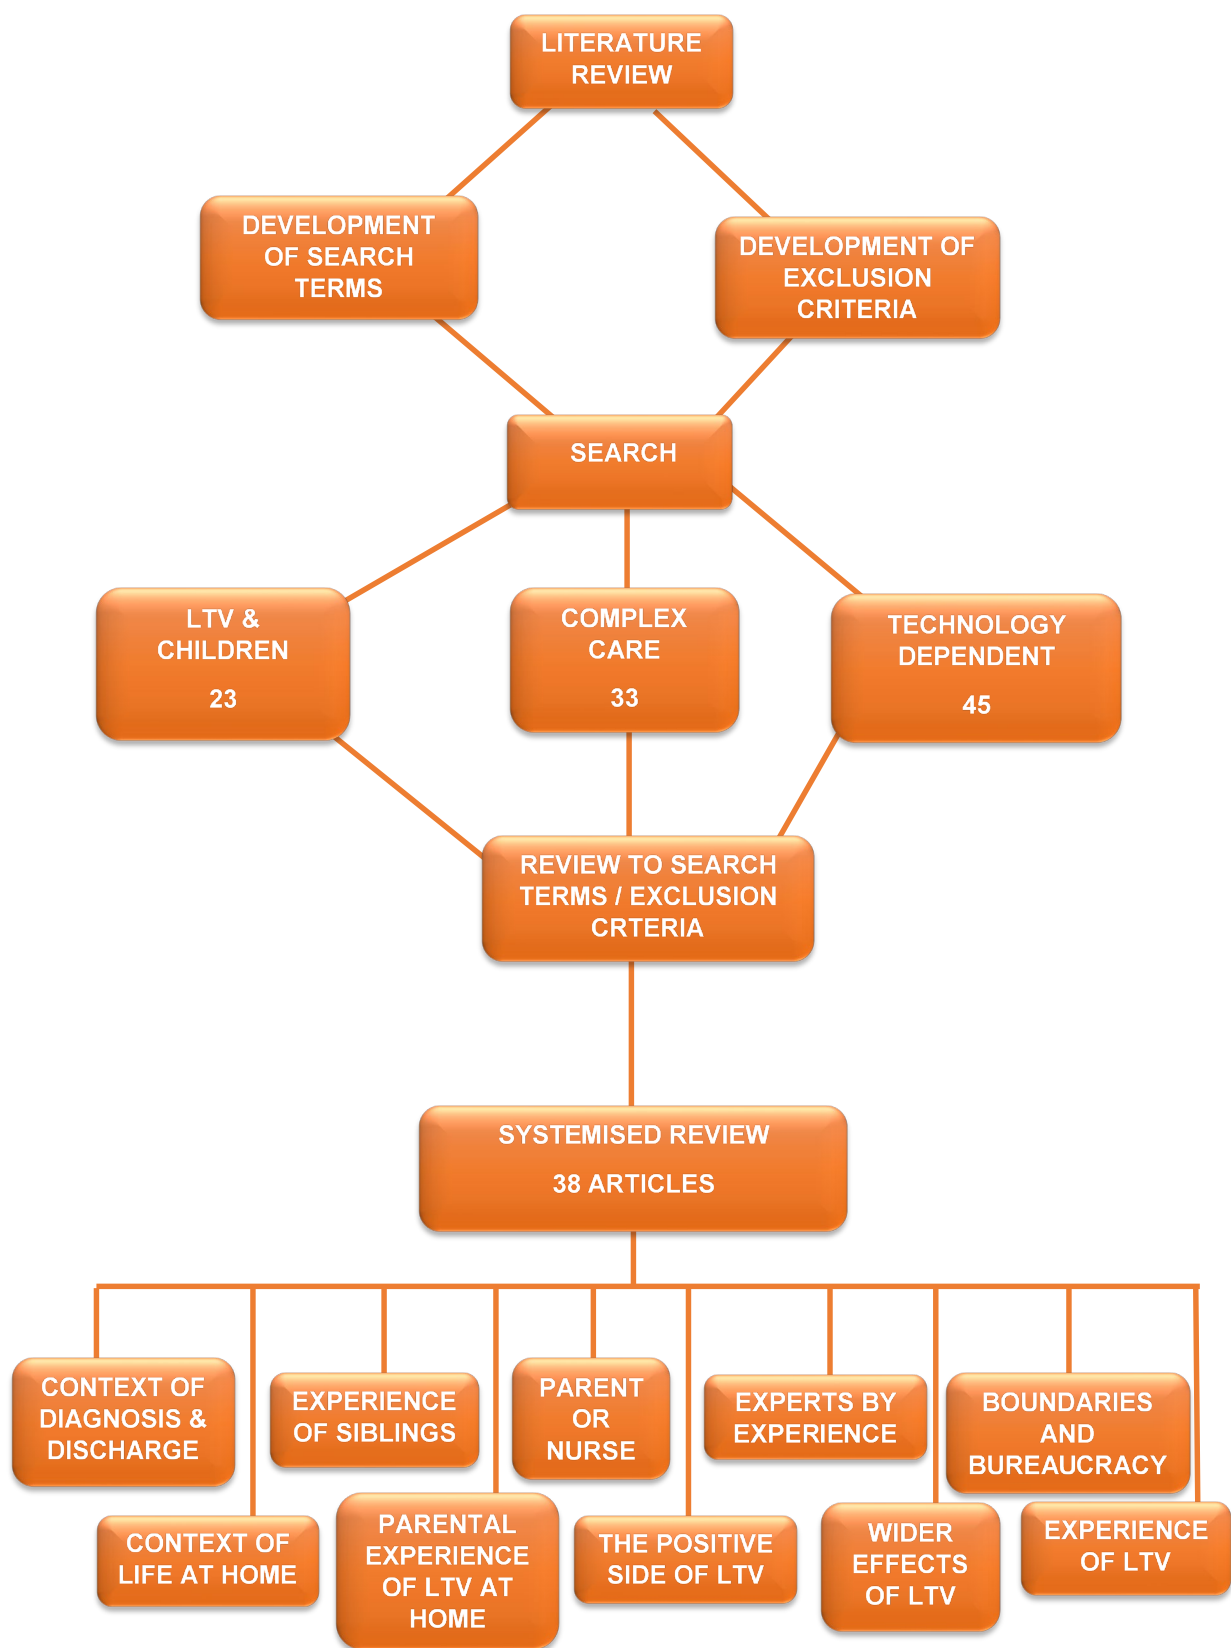 LITERATURE
REVIEW
DEVELOPMENT
OF SEARCH
TERMS
DEVELOPMENT OF
EXCLUSION
CRITERIA
SEARCH
LTV &
CHILDREN
23
COMPLEX
CARE
33
TECHNOLOGY
DEPENDENT
45
REVIEW TO SEARCH
TERMS / EXCLUSION
CRTERIA
SYSTEMISED REVIEW
38 ARTICLES
CONTEXT OF
DIAGNOSIS &
DISCHARGE
EXPERIENCE
OF SIBLINGS
PARENT
OR
NURSE
EXPERTS BY
EXPERIENCE
BOUNDARIES
AND
BUREAUCRACY
CONTEXT OF
LIFE AT HOME
PARENTAL
EXPERIENCE
OF LTV AT
HOME
THE POSITIVE
SIDE OF LTV
WIDER
EFFECTS
OF LTV
EXPERIENCE
OF LTV